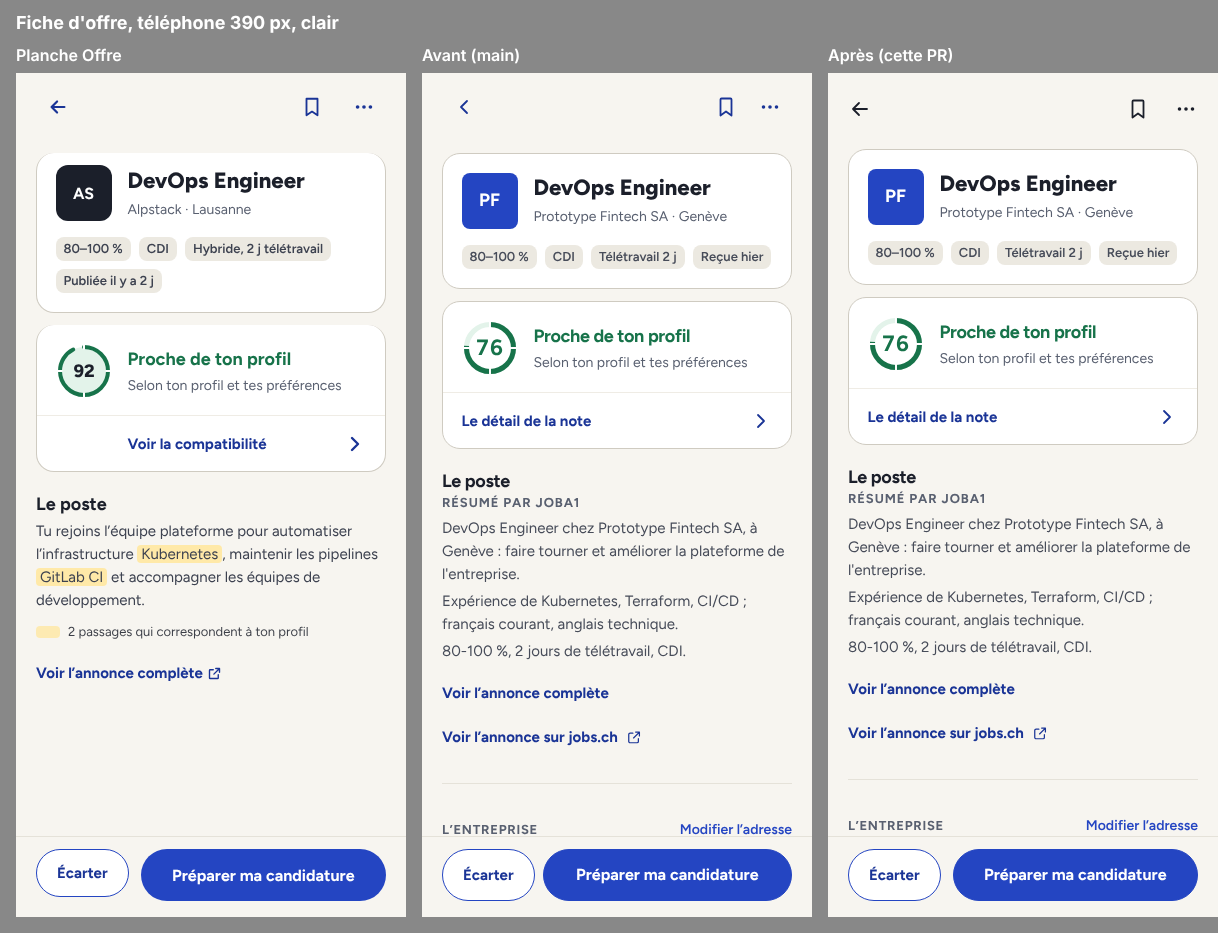 Fiche d'offre, téléphone 390 px, clair
Planche Offre
AS
DevOps Engineer
Alpstack · Lausanne
80–100 %
CDI
Hybride, 2 j télétravail
Publiée il y a 2 j
92
Proche de ton profil
Selon ton profil et tes préférences
Voir la compatibilité
Le poste
Tu rejoins l’équipe plateforme pour automatiser
l’infrastructure Kubernetes, maintenir les pipelines
GitLab CI et accompagner les équipes de
développement.
2 passages qui correspondent à ton profil
Voir l’annonce complète
Écarter
Préparer ma candidature
Avant (main)
PF
DevOps Engineer
Prototype Fintech SA · Genève
80–100 %
CDI
Télétravail 2 j
Reçue hier
76
Proche de ton profil
Selon ton profil et tes préférences
Le détail de la note
Le poste
RÉSUMÉ PAR JOBA1
DevOps Engineer chez Prototype Fintech SA, à
Genève : faire tourner et améliorer la plateforme de
l'entreprise.
Expérience de Kubernetes, Terraform, CI/CD ;
français courant, anglais technique.
80-100 %, 2 jours de télétravail, CDI.
Voir l’annonce complète
Voir l’annonce sur jobs.ch
L’ENTREPRISE
Modifier l’adresse
Écarter
Préparer ma candidature
Après (cette PR)
PF
DevOps Engineer
Prototype Fintech SA · Genève
80–100 %
CDI
Télétravail 2 j
Reçue hier
76
Proche de ton profil
Selon ton profil et tes préférences
Le détail de la note
Le poste
RÉSUMÉ PAR JOBA1
DevOps Engineer chez Prototype Fintech SA, à
Genève : faire tourner et améliorer la plateforme de
l'entreprise.
Expérience de Kubernetes, Terraform, CI/CD ;
français courant, anglais technique.
80-100 %, 2 jours de télétravail, CDI.
Voir l’annonce complète
Voir l’annonce sur jobs.ch
L’ENTREPRISE
Modifier l’adresse
Écarter
Préparer ma candidature